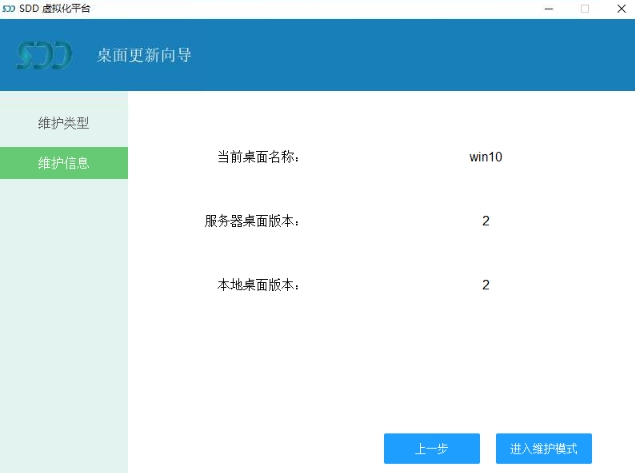 SDD SDD 虚拟化平台
SDD 桌面更新向导
维护类型
维护信息
当前桌面名称： win10
服务器桌面版本： 2
本地桌面版本： 2
上一步 进入维护模式